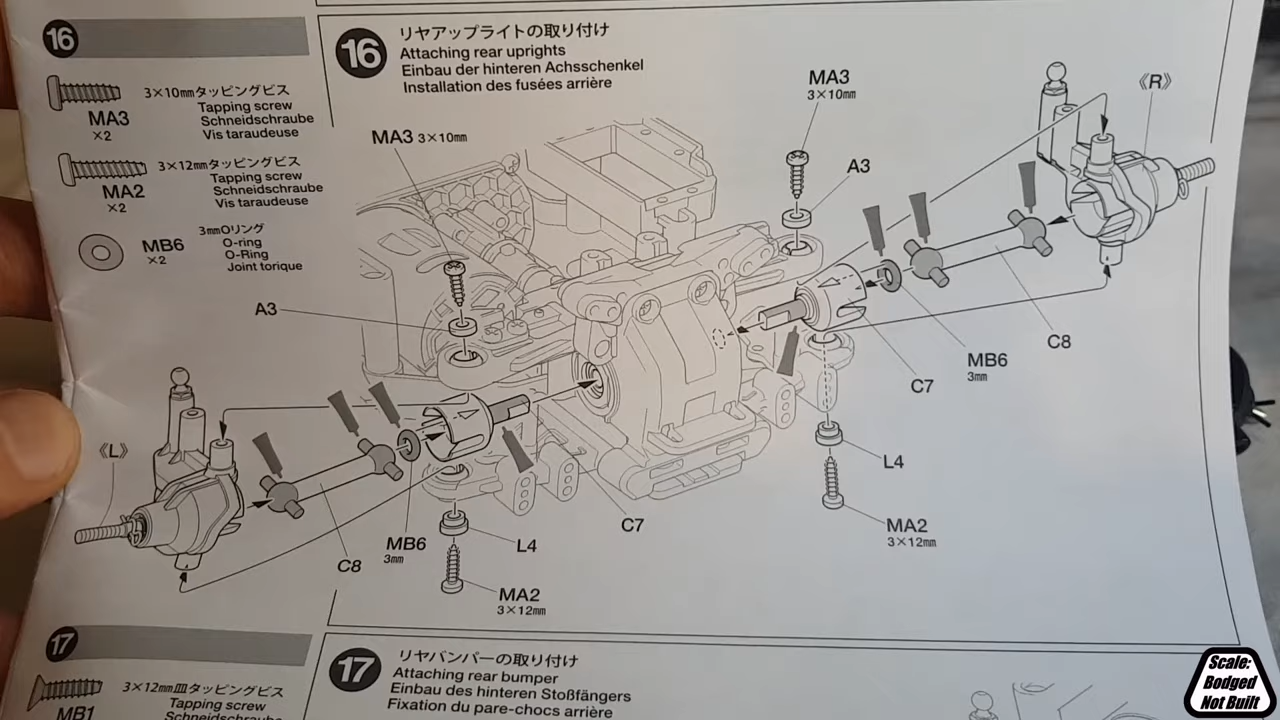 16
3×10mmタッピングビス
Tapping screw
Schneidschraube
Vis taraudeuse
MA3
×2
3×12mmタッピングビス
Tapping screw
Schneidschraube
Vis taraudeuse
MA2
×2
3mmOリング
O-ring
O-Ring
Joint torique
MB6
×2
16
リヤアップライトの取り付け
Attaching rear uprights
Einbau der hinteren Achsschenkel
Installation des fusées arrière
MA3 3×10mm
MA3
3×10mm
A3
《R》
A3
C8
MB6
3mm
C7
L4
MA2
3×12mm
《L》
C8
MB6
3mm
L4
C7
MA2
3×12mm
17
3×12mm皿タッピングビス
Tapping screw
Schneidschraube
MB1
17
リヤバンパーの取り付け
Attaching rear bumper
Einbau des hinteren Stoßfängers
Fixation du pare-chocs arrière
Scale:
Bodged
Not Built